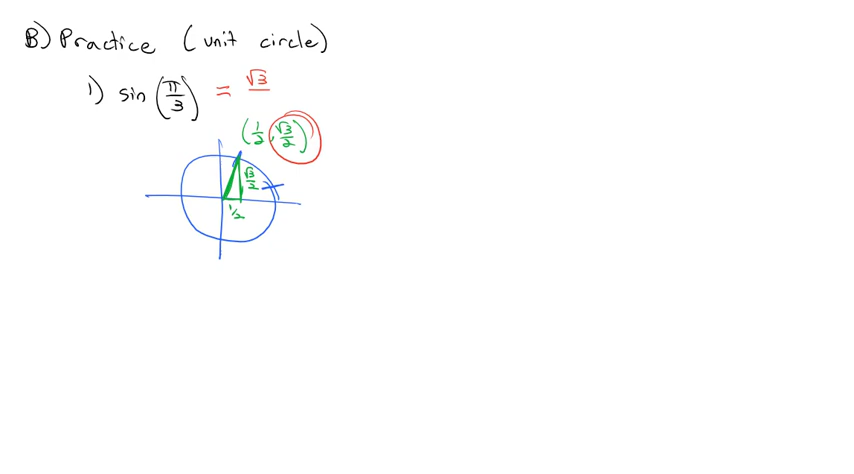 B) Practice (unit circle)
1) sin(π/3) = √3
(1/2, √3/2)
√3/2
1/2